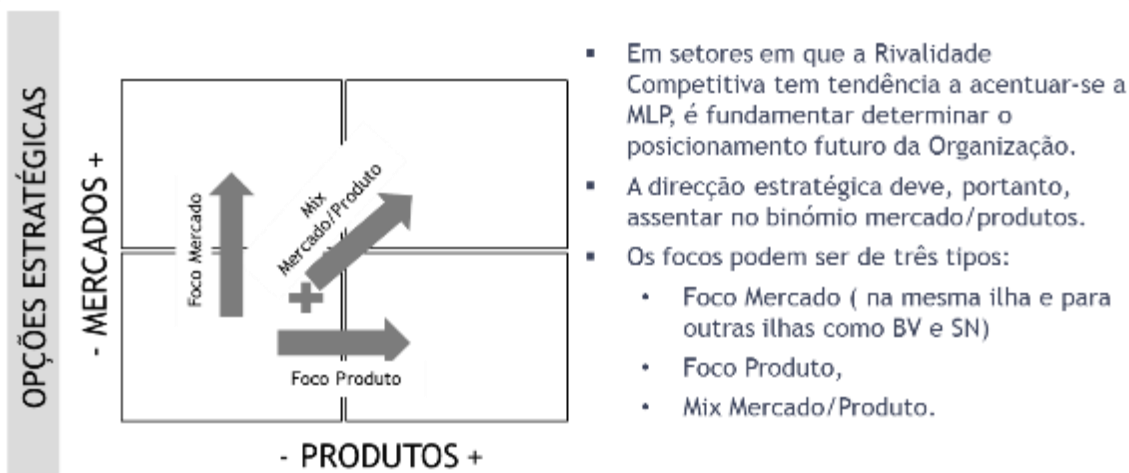 OPÇÕES ESTRATÉGICAS
- MERCADOS +
Foco Mercado
Mix
Mercado/Produto
Foco Produto
- PRODUTOS +
▪ Em setores em que a Rivalidade
Competitiva tem tendência a acentuar-se a
MLP, é fundamentar determinar o
posicionamento futuro da Organização.
▪ A direcção estratégica deve, portanto,
assentar no binómio mercado/produtos.
▪ Os focos podem ser de três tipos:
• Foco Mercado ( na mesma ilha e para
outras ilhas como BV e SN)
• Foco Produto,
• Mix Mercado/Produto.